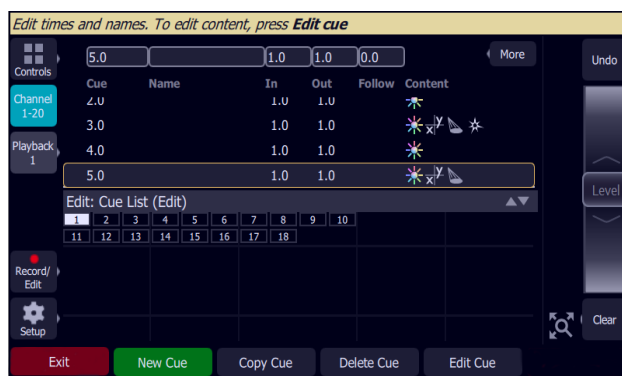 Edit times and names. To edit content, press Edit cue
Controls
5.0 1.0 1.0 0.0 More Undo
Cue Name In Out Follow Content
Channel
1-20
2.0 1.0 1.0
3.0 1.0 1.0 x y
Playback
1
4.0 1.0 1.0
5.0 1.0 1.0 x y
Level
Edit: Cue List (Edit)
1 2 3 4 5 6 7 8 9 10
11 12 13 14 15 16 17 18
Record/
Edit
Setup
Clear
Exit New Cue Copy Cue Delete Cue Edit Cue